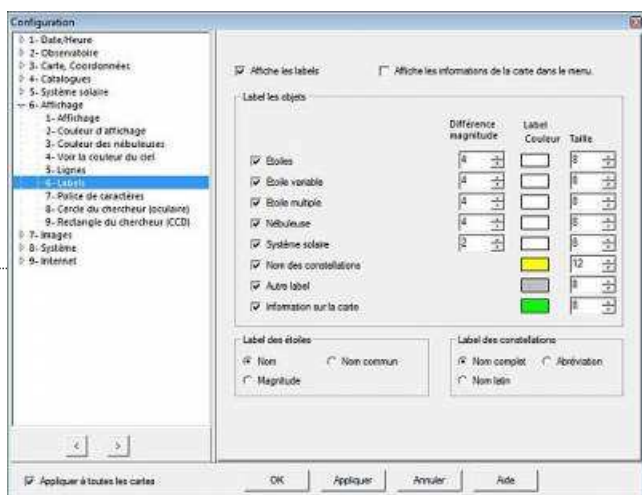 Configuration
1- Date/Heure
2- Observatoire
3- Carte, Coordonnées
4- Catalogues
5- Système solaire
6- Affichage
1- Affichage
2- Couleur d'affichage
3- Couleur des nébuleuses
4- Voir la couleur du ciel
5- Lignes
6- Labels
7- Police de caractères
8- Cercle du chercheur (oculaire)
9- Rectangle du chercheur (CCD)
7- Images
8- Système
9- Internet
< >
Affiche les labels Affiche les informations de la carte dans le menu.
Label les objets
Différence magnitude Label Couleur Taille
Etoiles 4 8
Etoile variable 4 8
Etoile multiple 4 8
Nébuleuse 4 8
Système solaire 2 8
Nom des constellations 12
Autre label 8
Information sur la carte 8
Label des étoiles
Nom Nom commun
Magnitude
Label des constellations
Nom complet Abréviation
Nom latin
Appliquer à toutes les cartes OK Appliquer Annuler Aide